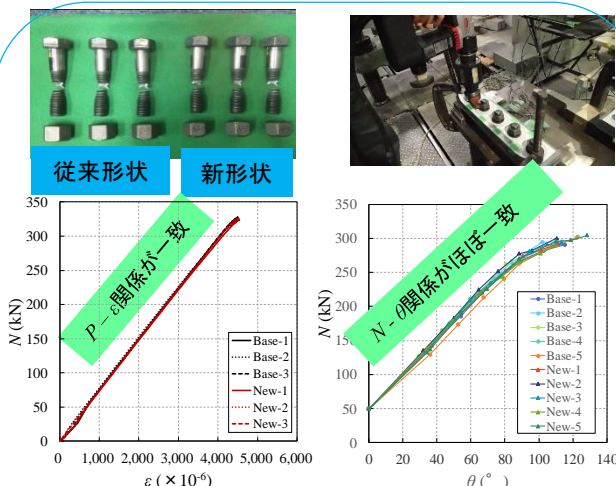 従来形状
新形状
P – ε関係が一致
N (kN)
350
300
250
200
150
100
50
0
Base-1
Base-2
Base-3
New-1
New-2
New-3
0
1,000
2,000
3,000
4,000
5,000
6,000
ε (×10-6)
N - θ関係がほぼ一致
N (kN)
350
300
250
200
150
100
50
0
Base-1
Base-2
Base-3
Base-4
Base-5
New-1
New-2
New-3
New-4
New-5
0
20
40
60
80
100
120
140
θ (°)